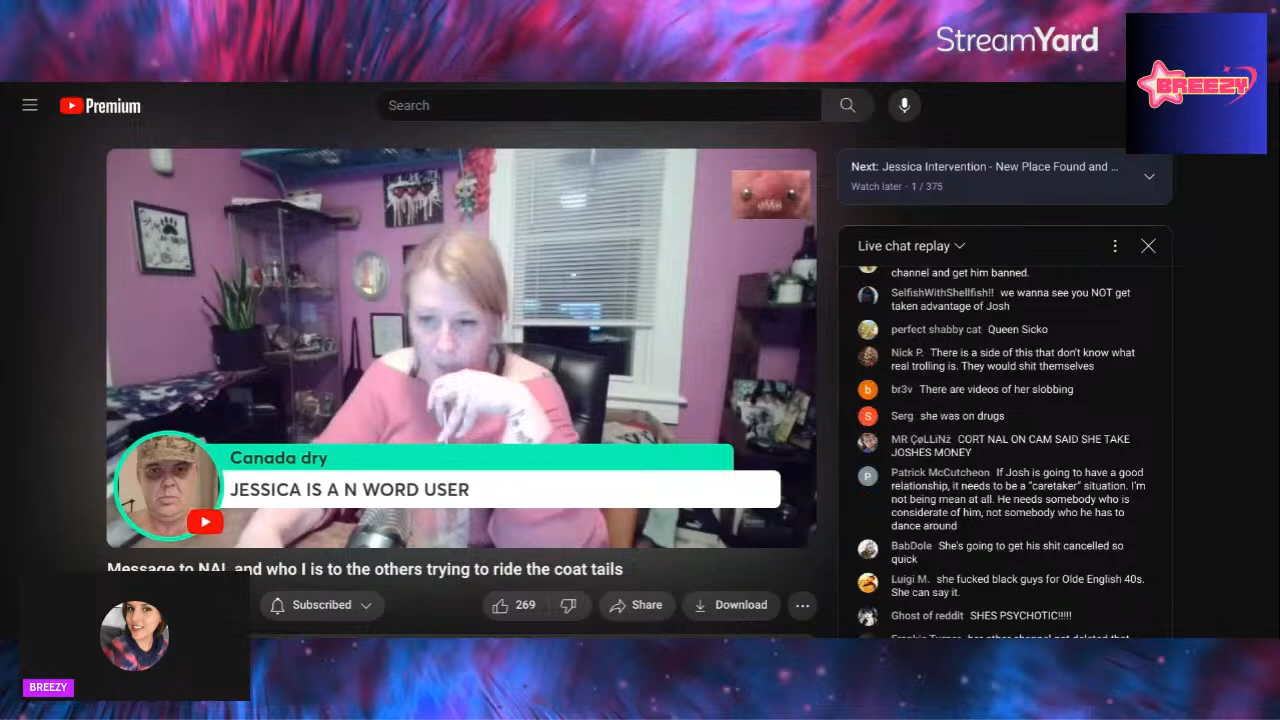 StreamYard
BREEZY
Premium
Search
Next: Jessica Intervention - New Place Found and ...
Watch later · 1 / 375
Live chat replay
channel and get him banned.
SelfishWithShellfish!! we wanna see you NOT get
taken advantage of Josh
perfect shabby cat Queen Sicko
Nick P. There is a side of this that don't know what
real trolling is. They would shit themselves
b br3v There are videos of her slobbing
S Serg she was on drugs
MR ÇøLLiNż CORT NAL ON CAM SAID SHE TAKE
JOSHES MONEY
P Patrick McCutcheon If Josh is going to have a good
relationship, it needs to be a "caretaker" situation. I'm
not being mean at all. He needs somebody who is
considerate of him, not somebody who he has to
dance around
BabDole She's going to get his shit cancelled so
quick
Luigi M. she fucked black guys for Olde English 40s.
She can say it.
Ghost of reddit SHES PSYCHOTIC!!!!
Canada dry
JESSICA IS A N WORD USER
Message to NAL and who I is to the others trying to ride the coat tails
Subscribed
269
Share
Download
BREEZY